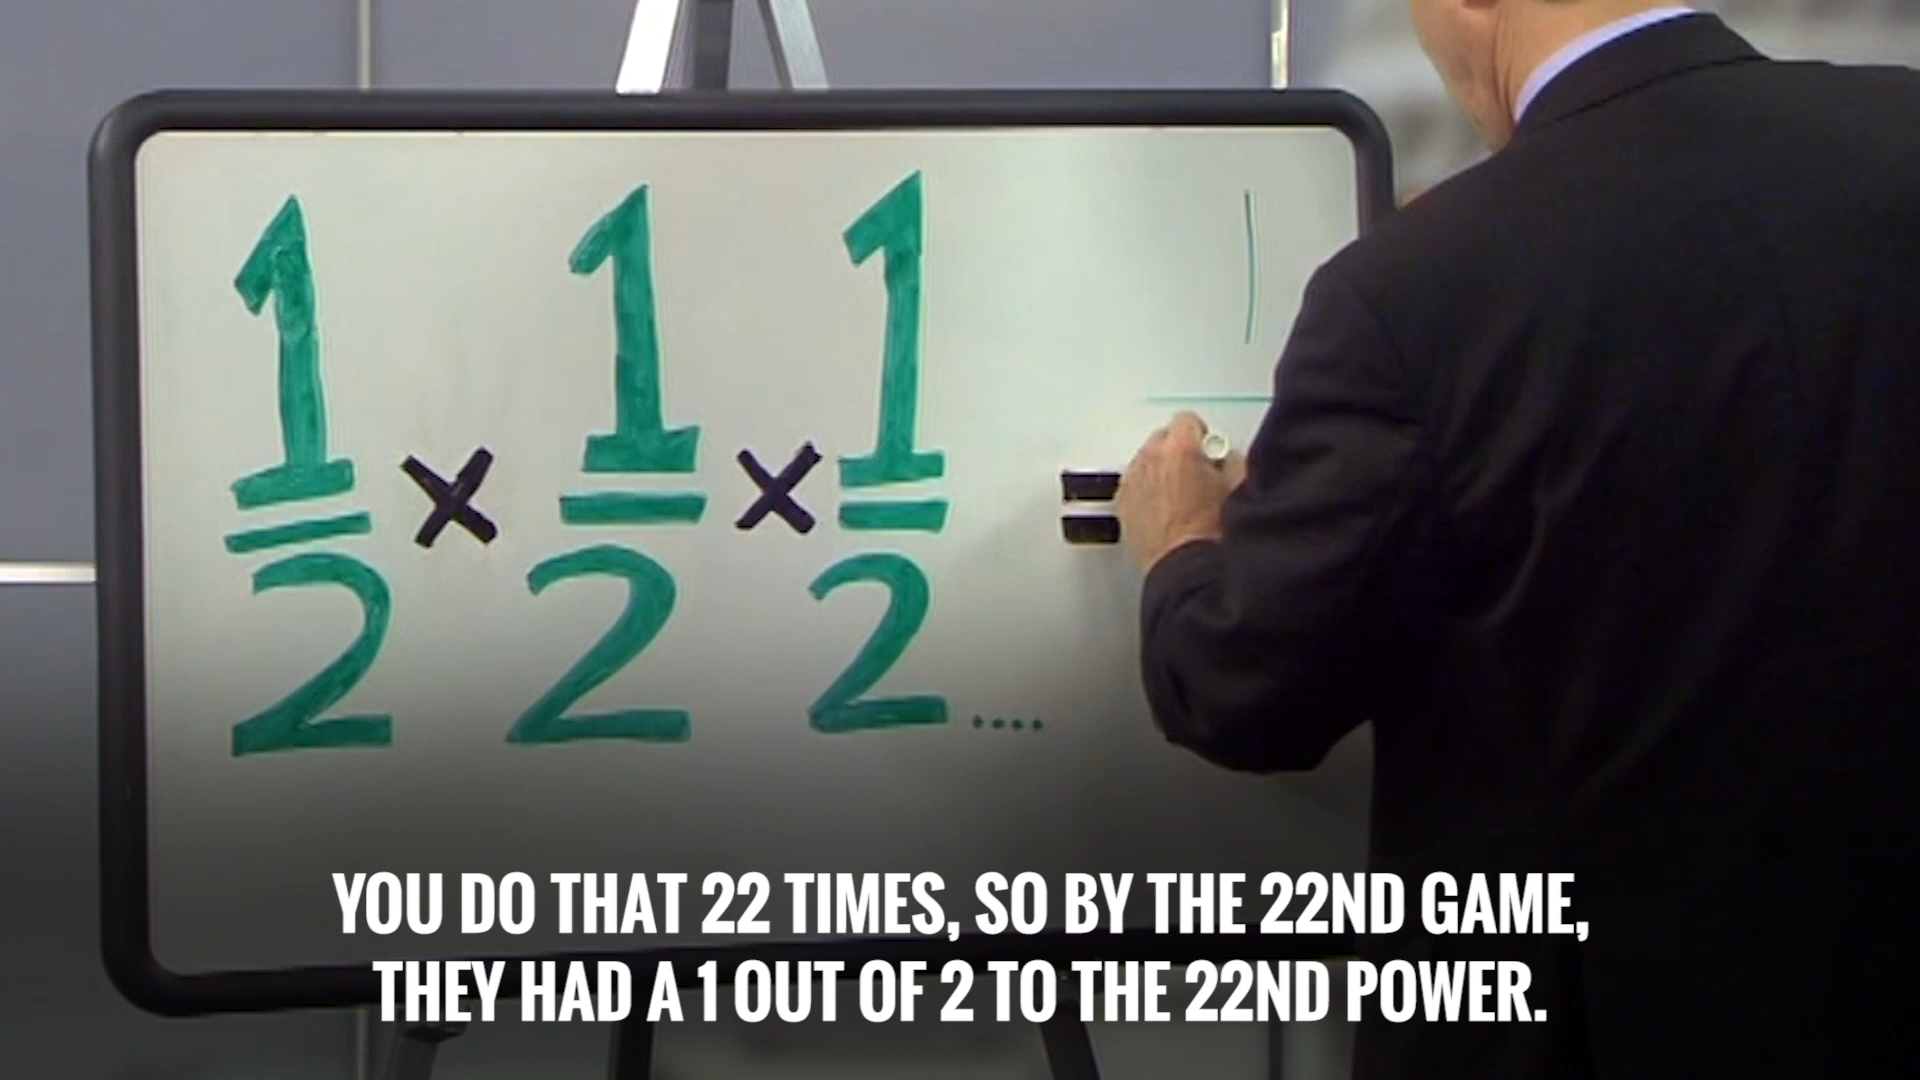 1 1 1 1
× × =
2 2 2 ....
YOU DO THAT 22 TIMES, SO BY THE 22ND GAME,
THEY HAD A 1 OUT OF 2 TO THE 22ND POWER.